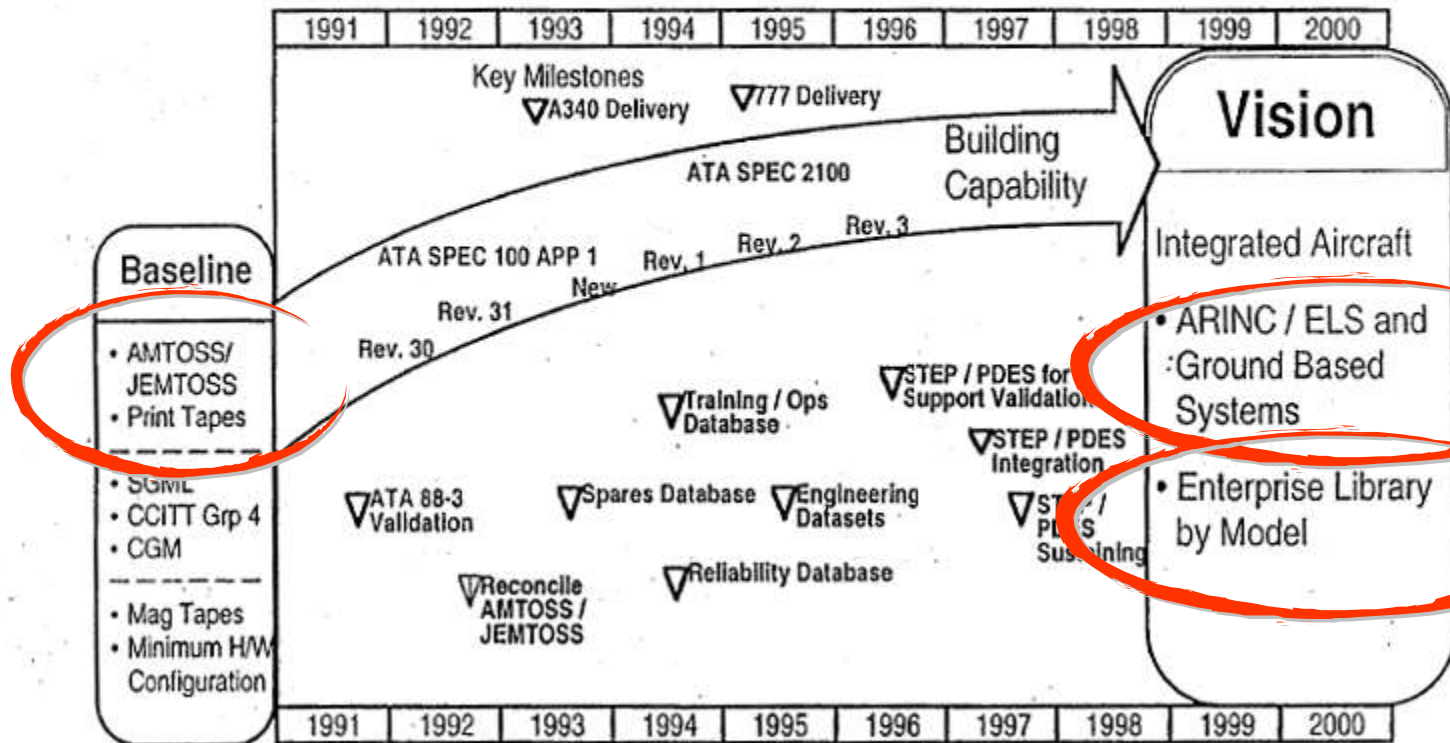 1991 1992 1993 1994 1995 1996 1997 1998 1999 2000
Key Milestones
A340 Delivery
777 Delivery
Building
Capability
ATA SPEC 2100
ATA SPEC 100 APP 1
Rev. 30
Rev. 31
New
Rev. 1
Rev. 2
Rev. 3
Baseline
• AMTOSS/
JEMTOSS
• Print Tapes
• SGML
• CCITT Grp 4
• CGM
• Mag Tapes
• Minimum H/W
Configuration
STEP / PDES for
Support Validation
Training / Ops
Database
STEP / PDES
Integration
ATA 88-3
Validation
Spares Database
Engineering
Datasets
STEP /
PDES
Sustaining
Reconcile
AMTOSS /
JEMTOSS
Reliability Database
Vision
Integrated Aircraft
• ARINC / ELS and
Ground Based
Systems
• Enterprise Library
by Model
1991 1992 1993 1994 1995 1996 1997 1998 1999 2000